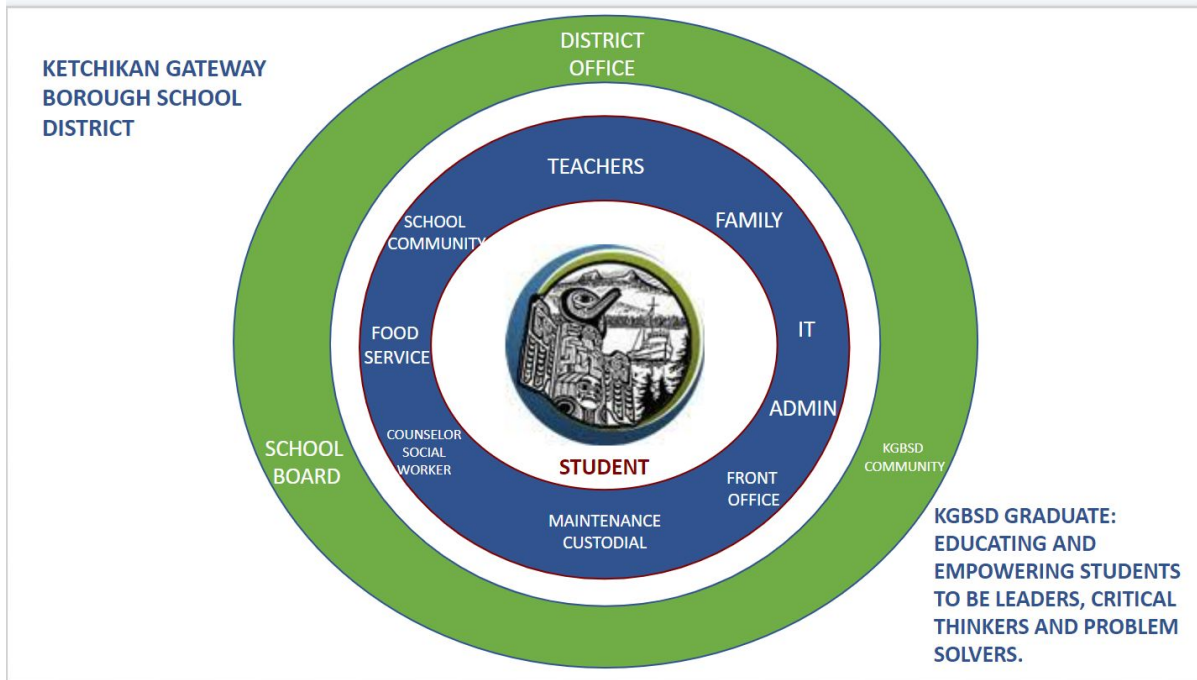 KETCHIKAN GATEWAY
BOROUGH SCHOOL
DISTRICT
DISTRICT
OFFICE
TEACHERS
SCHOOL
COMMUNITY
FAMILY
FOOD
SERVICE
IT
ADMIN
COUNSELOR
SOCIAL
WORKER
SCHOOL
BOARD
STUDENT
FRONT
OFFICE
KGBSD
COMMUNITY
MAINTENANCE
CUSTODIAL
KGBSD GRADUATE:
EDUCATING AND
EMPOWERING STUDENTS
TO BE LEADERS, CRITICAL
THINKERS AND PROBLEM
SOLVERS.